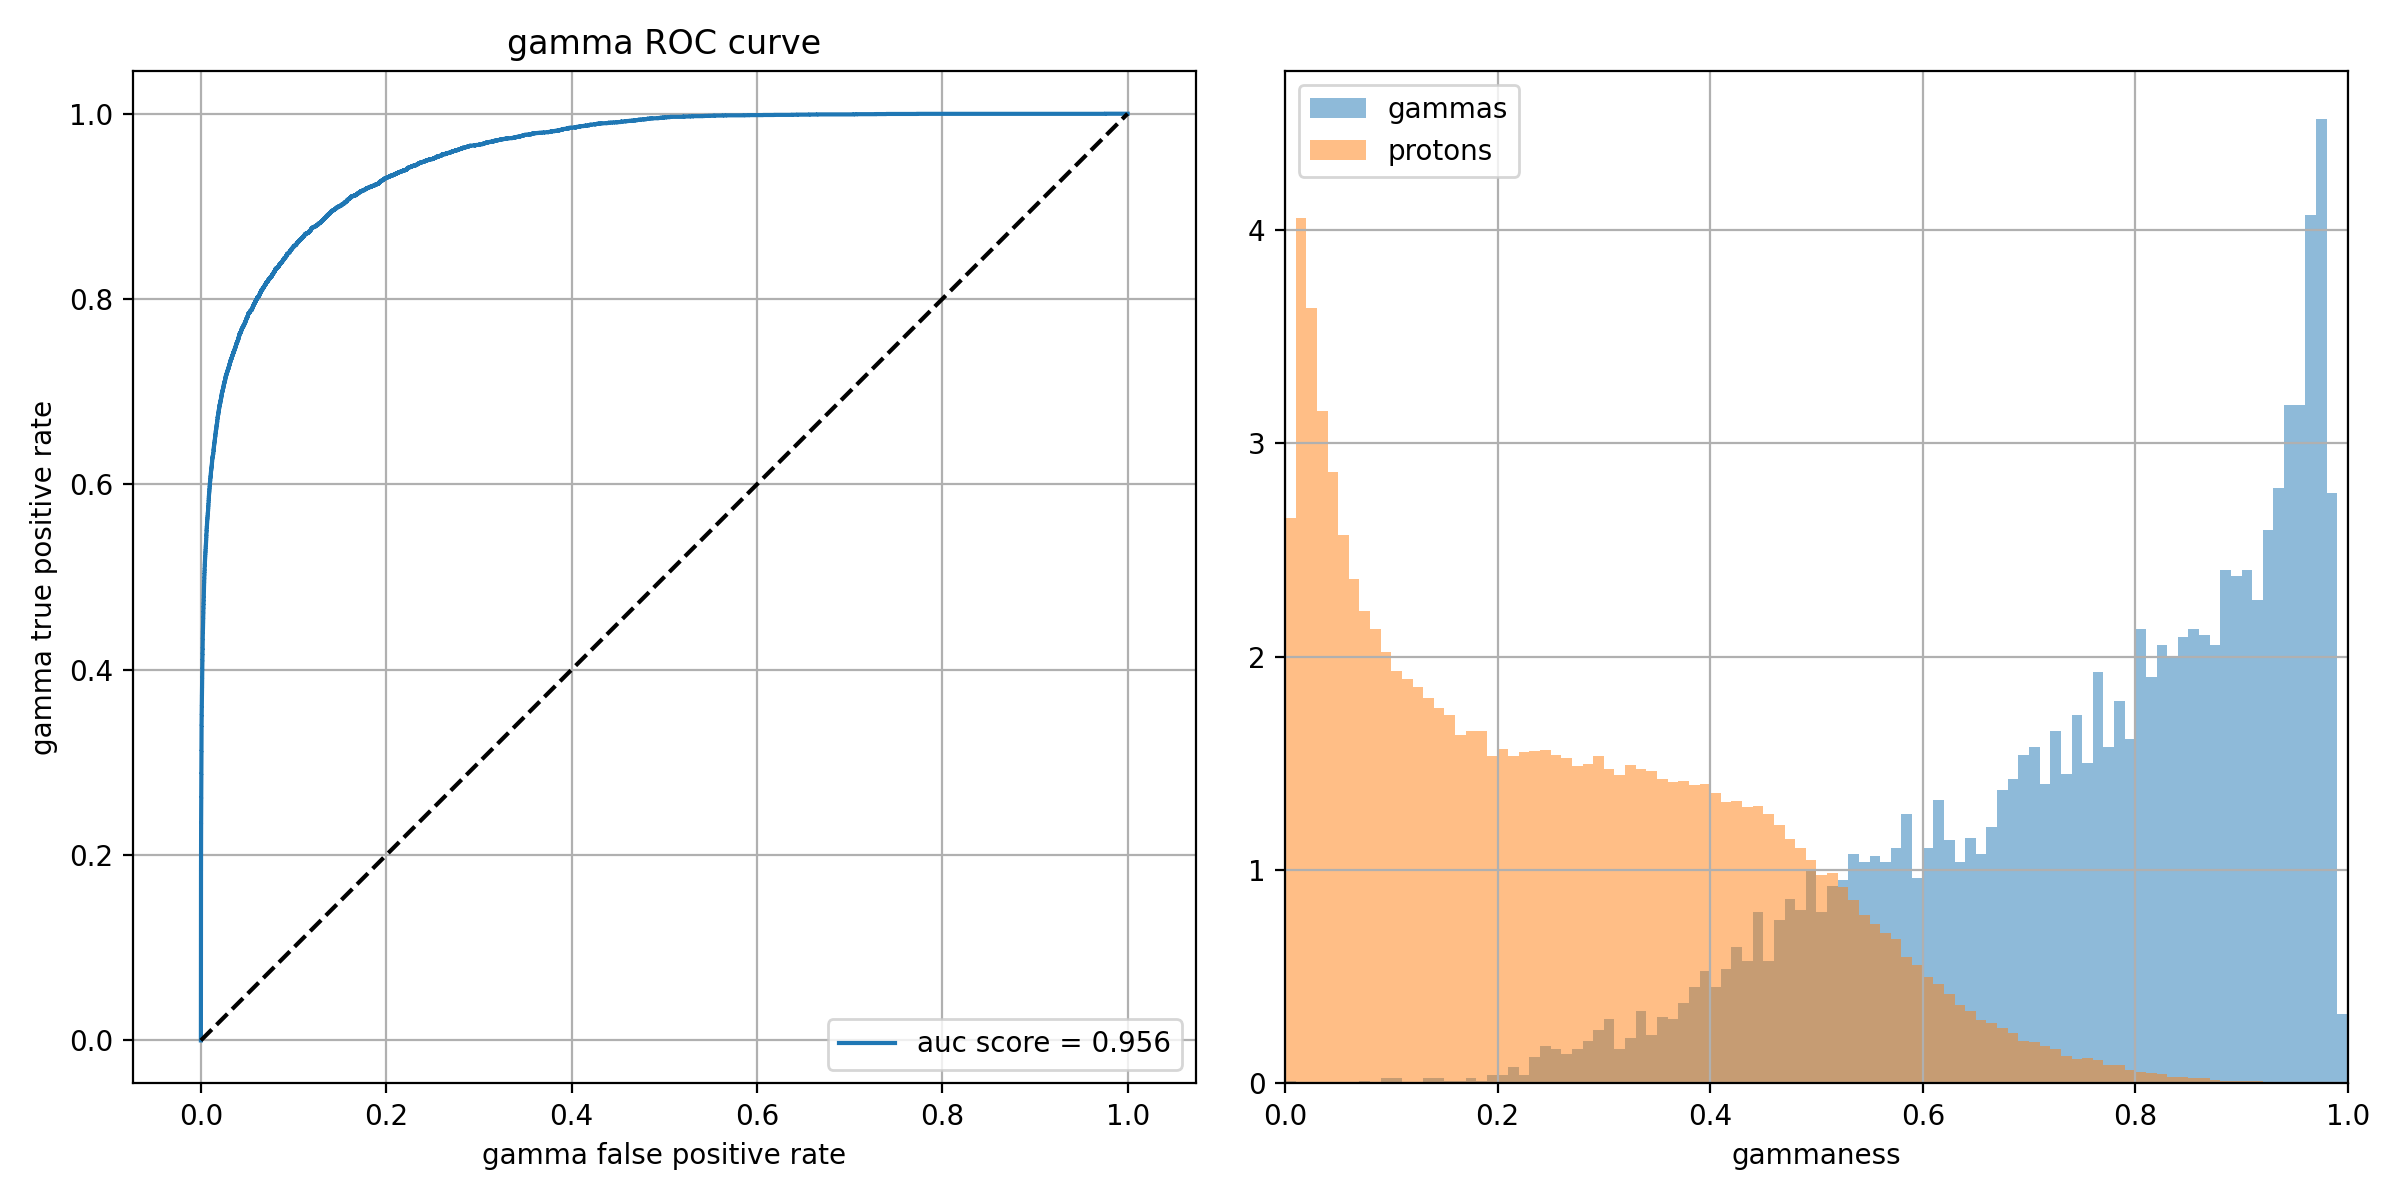 gamma ROC curve
gamma true positive rate
1.0
0.8
0.6
0.4
0.2
0.0
auc score = 0.956
0.0 0.2 0.4 0.6 0.8 1.0
gamma false positive rate
gammas
protons
4
3
2
1
0
0.0 0.2 0.4 0.6 0.8 1.0
gammaness